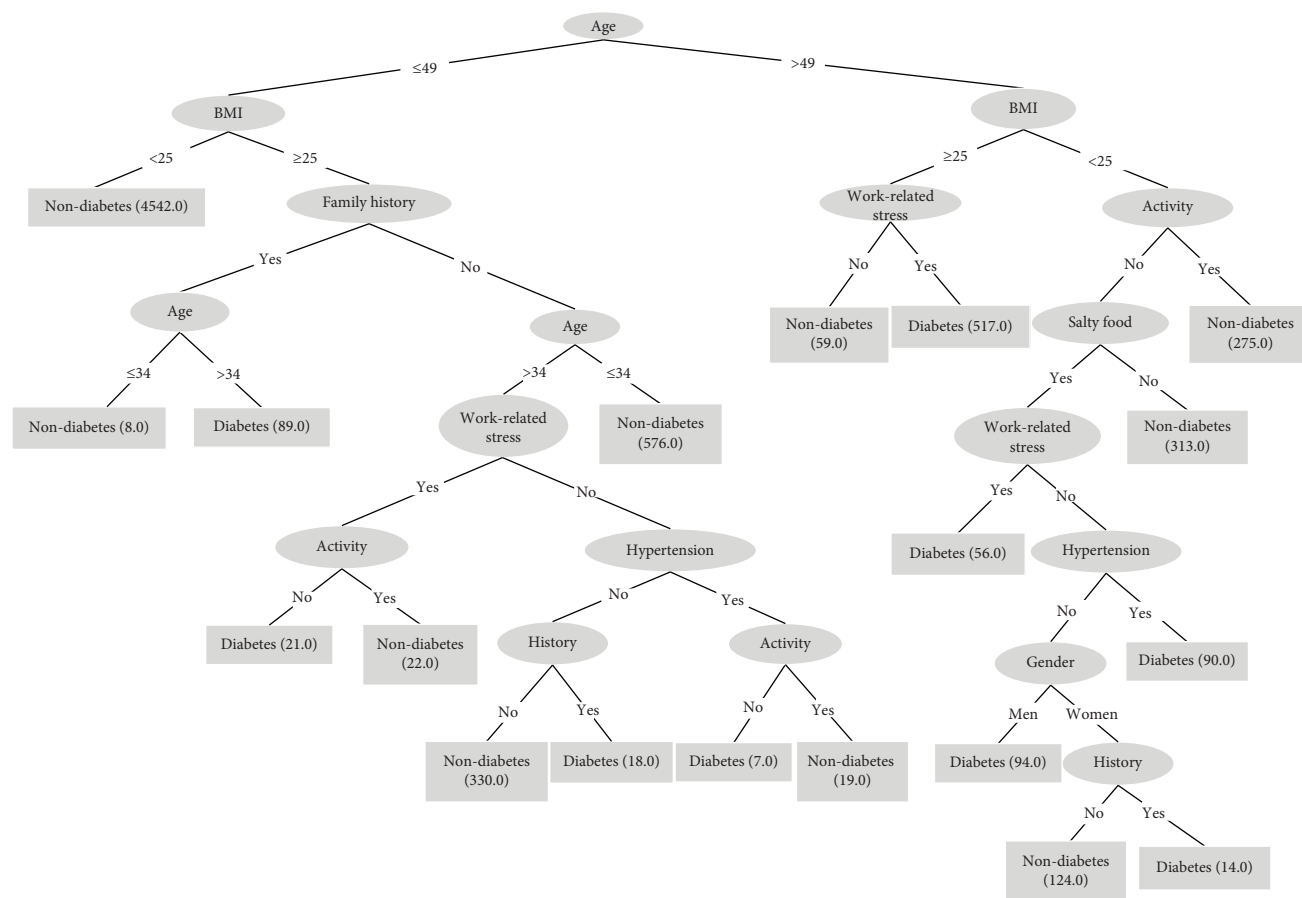 Age
≤49
>49
BMI
BMI
<25
≥25
≥25
<25
Non-diabetes (4542.0)
Family history
Work-related
stress
Activity
Yes
No
No
Yes
No
Yes
Age
Age
Non-diabetes
(59.0)
Diabetes (517.0)
Salty food
Non-diabetes
(275.0)
≤34
>34
>34
≤34
Yes
No
Non-diabetes (8.0)
Diabetes (89.0)
Work-related
stress
Non-diabetes
(576.0)
Work-related
stress
Non-diabetes
(313.0)
Yes
No
Yes
No
Activity
Hypertension
Diabetes (56.0)
Hypertension
No
Yes
No
Yes
No
Yes
Diabetes (21.0)
Non-diabetes
(22.0)
History
Activity
Gender
Diabetes (90.0)
No
Yes
No
Yes
Men
Women
Non-diabetes
(330.0)
Diabetes (18.0)
Diabetes (7.0)
Non-diabetes
(19.0)
Diabetes (94.0)
History
No
Yes
Non-diabetes
(124.0)
Diabetes (14.0)